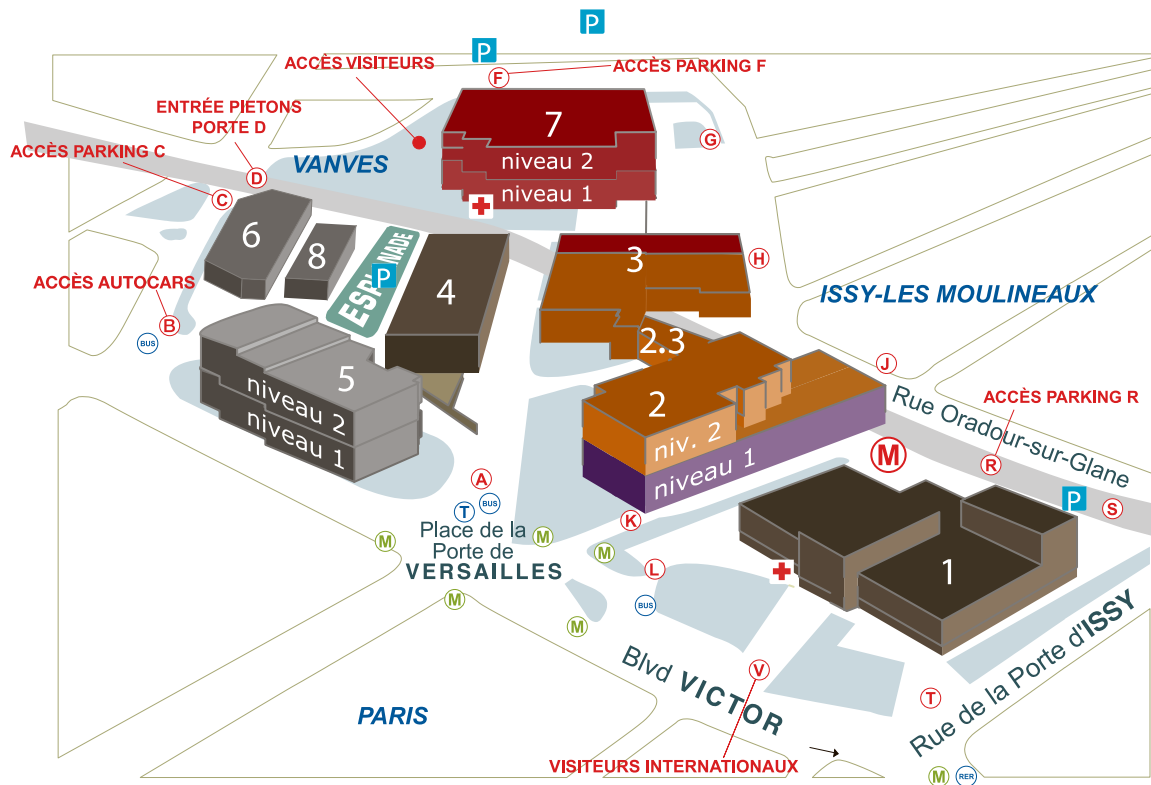 P
P
ACCÈS VISITEURS
F
ACCÈS PARKING F
ENTRÉE PIETONS
PORTE D
7
G
ACCÈS PARKING C
niveau 2
VANVES
D
niveau 1
C
6
8
ESPLANADE
P
4
3
H
ACCÈS AUTOCARS
ISSY-LES MOULINEAUX
B
BUS
2.3
J
5
niveau 2
niveau 1
2
niv. 2
niveau 1
Rue Oradour-sur-Glane
ACCÈS PARKING R
M
R
A
BUS
T
P
S
K
Place de la
Porte de
VERSAILLES
M
M
M
L
1
BUS
M
M
Blvd VICTOR
V
T
Rue de la Porte d'ISSY
PARIS
VISITEURS INTERNATIONAUX
M
RER